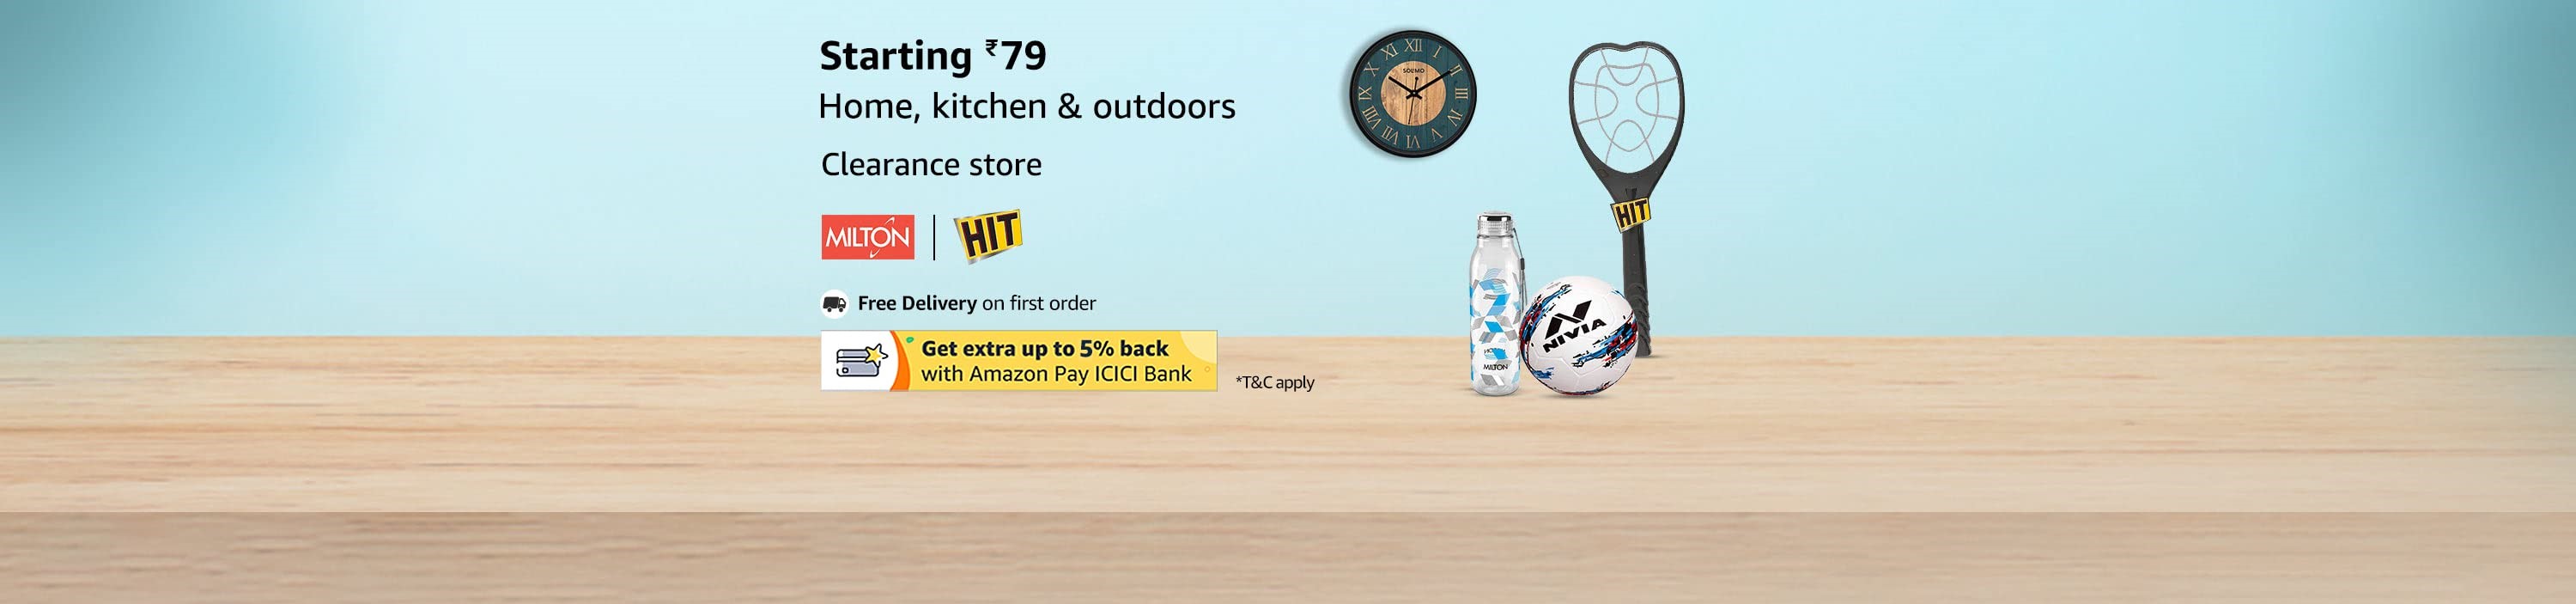 Starting ₹79
Home, kitchen & outdoors
Clearance store
MILTON | HIT
Free Delivery on first order
Get extra up to 5% back
with Amazon Pay ICICI Bank
*T&C apply
XII
I
II
III
IV
V
VI
VII
VIII
IX
X
XI
SOLIMO
HIT
MILTON
NIVIA